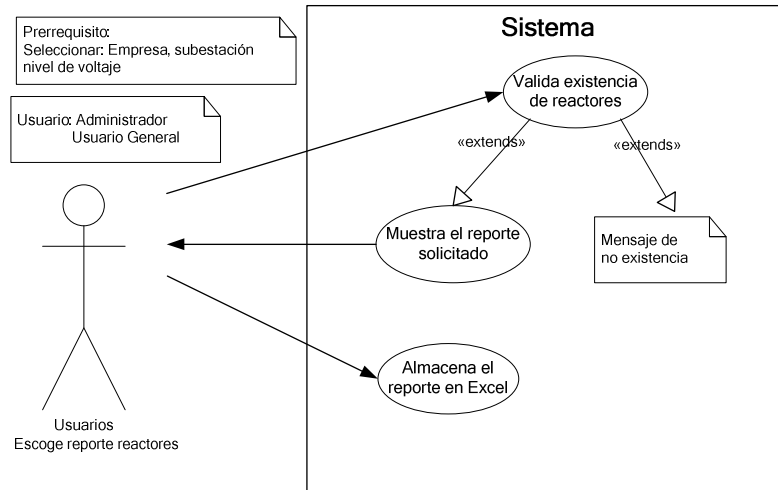 Prerrequisito:
Seleccionar: Empresa, subestación
nivel de voltaje
Usuario: Administrador
Usuario General
Sistema
Valida existencia
de reactores
«extends»
«extends»
Muestra el reporte
solicitado
Mensaje de
no existencia
Almacena el
reporte en Excel
Usuarios
Escoge reporte reactores